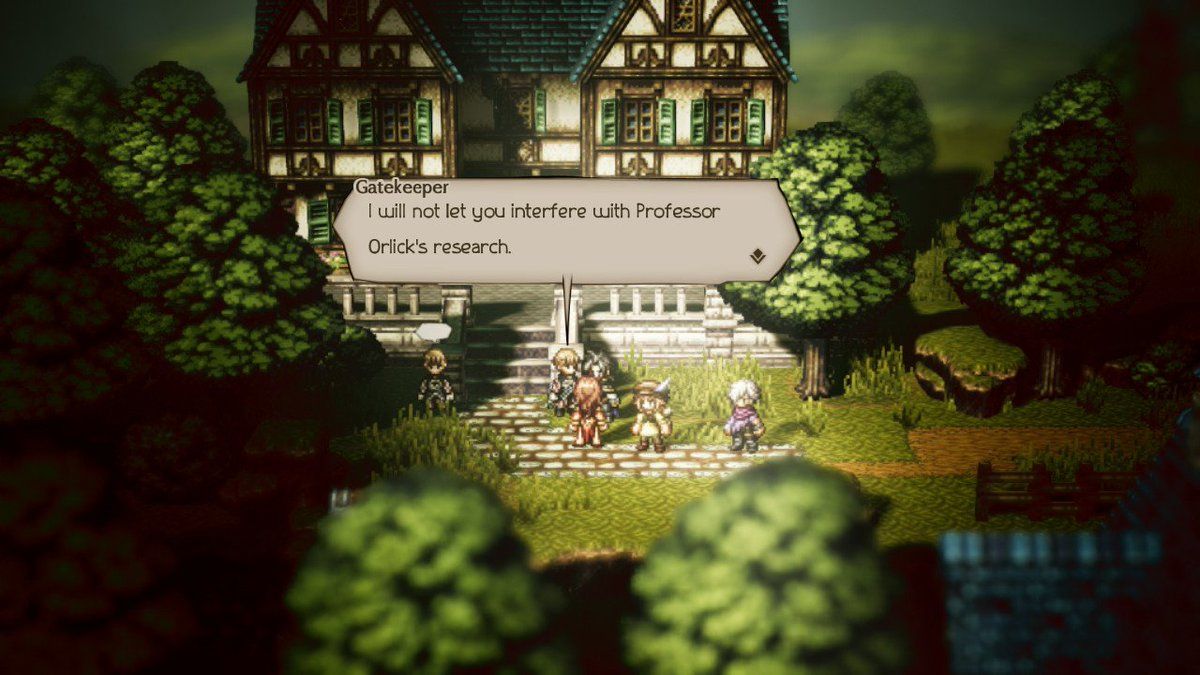 Gatekeeper
I will not let you interfere with Professor
Orlick's research.